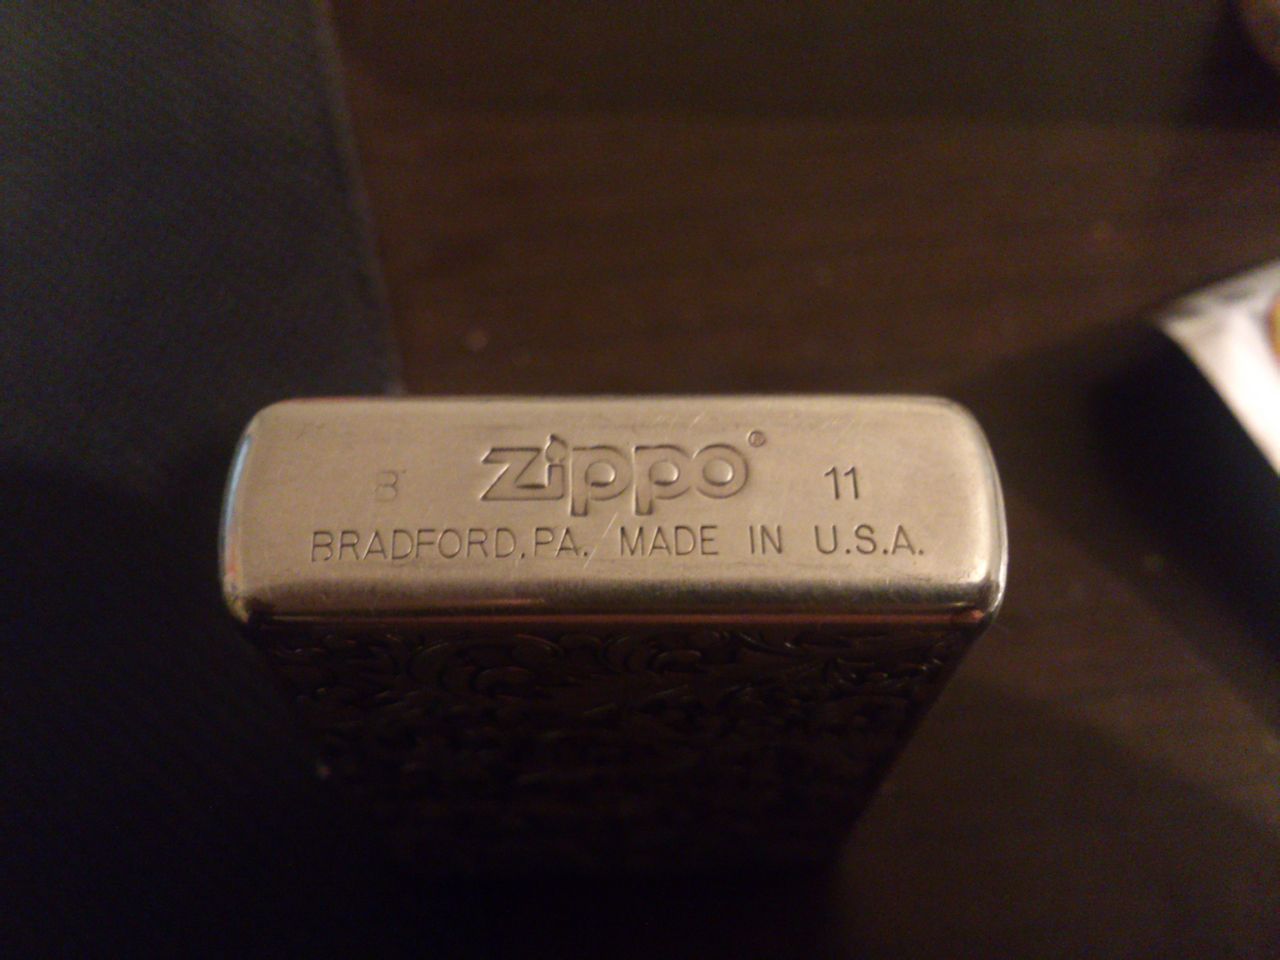 B zippo® 11
BRADFORD, PA. MADE IN U.S.A.